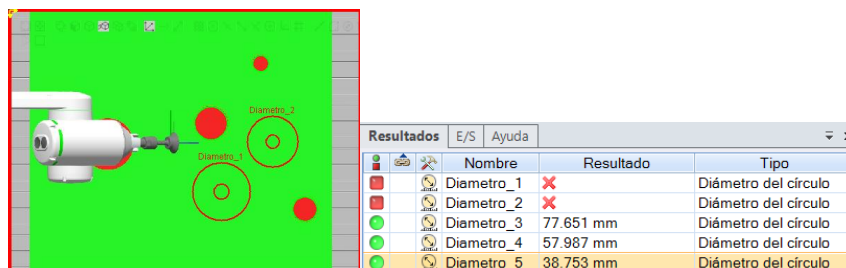 Diametro_2
Diametro_1
Resultados E/S Ayuda
Nombre Resultado Tipo
Diametro_1 Diámetro del círculo
Diametro_2 Diámetro del círculo
Diametro_3 77.651 mm Diámetro del círculo
Diametro_4 57.987 mm Diámetro del círculo
Diametro_5 38.753 mm Diámetro del círculo